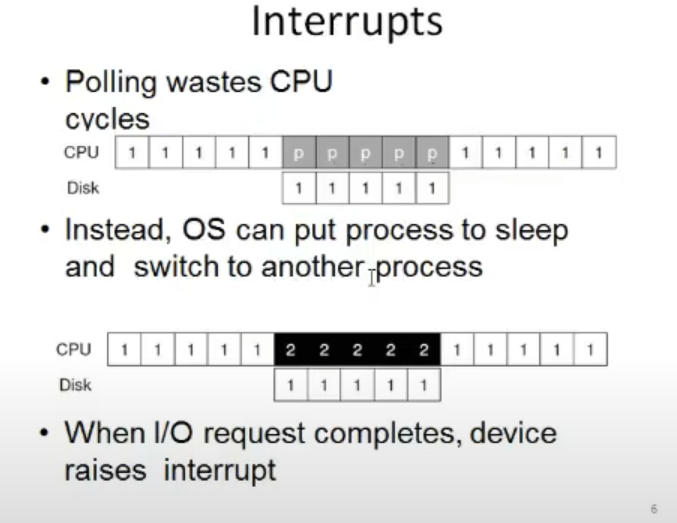 Interrupts
• Polling wastes CPU
cycles
CPU 1 1 1 1 1 p p p p p 1 1 1 1 1
Disk 1 1 1 1 1
• Instead, OS can put process to sleep
and switch to another process
CPU 1 1 1 1 1 2 2 2 2 2 1 1 1 1 1
Disk 1 1 1 1 1
• When I/O request completes, device
raises interrupt
6